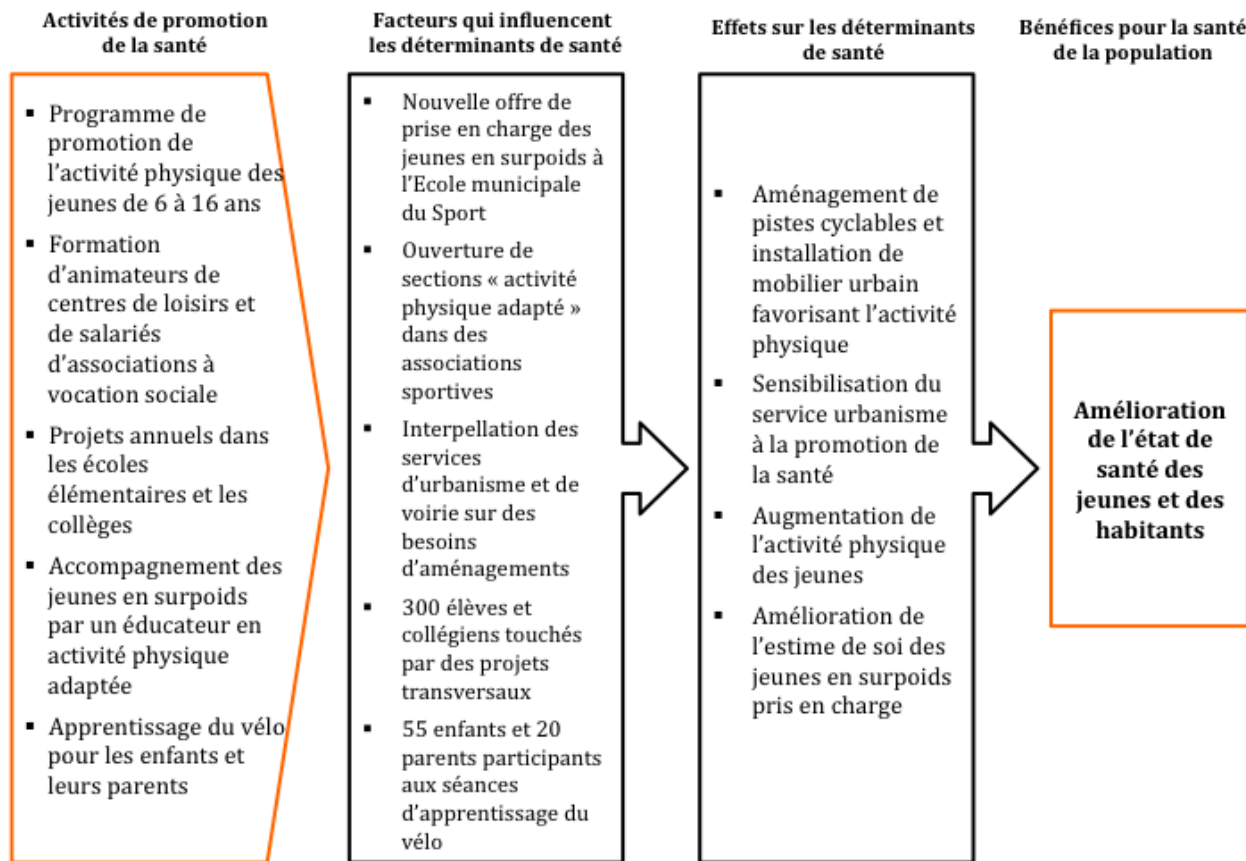 Activités de promotion
de la santé
Facteurs qui influencent
les déterminants de santé
Effets sur les déterminants
de santé
Bénéfices pour la santé
de la population
▪ Programme de
promotion de
l’activité physique des
jeunes de 6 à 16 ans
▪ Formation
d’animateurs de
centres de loisirs et
de salariés
d’associations à
vocation sociale
▪ Projets annuels dans
les écoles
élémentaires et les
collèges
▪ Accompagnement des
jeunes en surpoids
par un éducateur en
activité physique
adaptée
▪ Apprentissage du vélo
pour les enfants et
leurs parents
▪ Nouvelle offre de
prise en charge des
jeunes en surpoids à
l’Ecole municipale
du Sport
▪ Ouverture de
sections « activité
physique adapté »
dans des
associations
sportives
▪ Interpellation des
services
d’urbanisme et de
voirie sur des
besoins
d’aménagements
▪ 300 élèves et
collégiens touchés
par des projets
transversaux
▪ 55 enfants et 20
parents participants
aux séances
d’apprentissage du
vélo
▪ Aménagement de
pistes cyclables et
installation de
mobilier urbain
favorisant l’activité
physique
▪ Sensibilisation du
service urbanisme
à la promotion de
la santé
▪ Augmentation de
l’activité physique
des jeunes
▪ Amélioration de
l’estime de soi des
jeunes en surpoids
pris en charge
Amélioration
de l’état de
santé des
jeunes et des
habitants